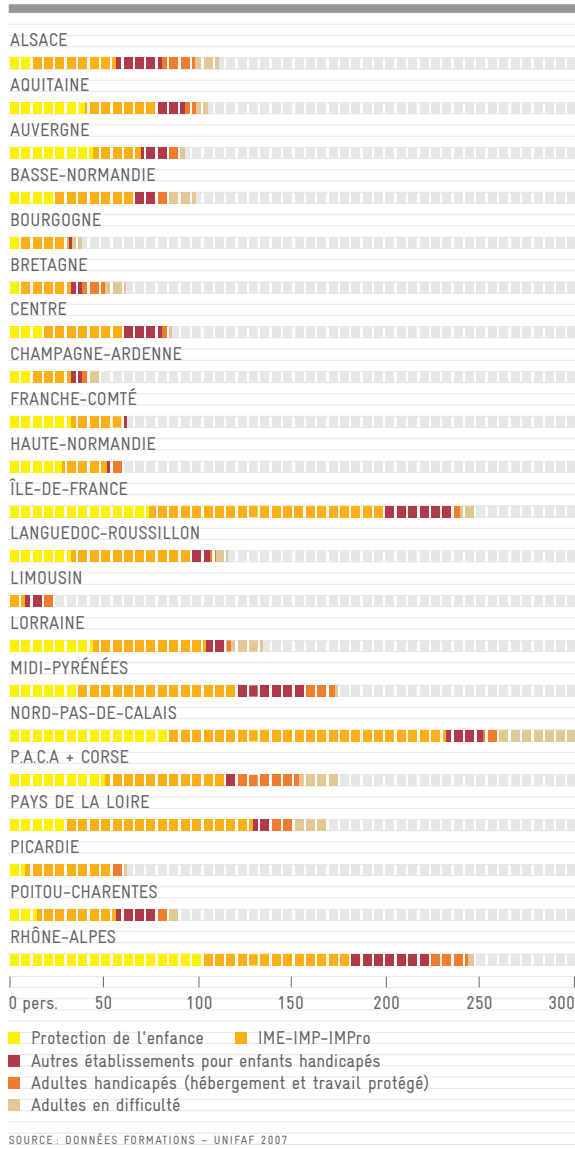 ALSACE
AQUITAINE
AUVERGNE
BASSE-NORMANDIE
BOURGOGNE
BRETAGNE
CENTRE
CHAMPAGNE-ARDENNE
FRANCHE-COMTÉ
HAUTE-NORMANDIE
ÎLE-DE-FRANCE
LANGUEDOC-ROUSSILLON
LIMOUSIN
LORRAINE
MIDI-PYRÉNÉES
NORD-PAS-DE-CALAIS
P.A.C.A + CORSE
PAYS DE LA LOIRE
PICARDIE
POITOU-CHARENTES
RHÔNE-ALPES
0 pers. 50 100 150 200 250 300
Protection de l'enfance IME-IMP-IMPro
Autres établissements pour enfants handicapés
Adultes handicapés (hébergement et travail protégé)
Adultes en difficulté
SOURCE : DONNÉES FORMATIONS – UNIFAF 2007